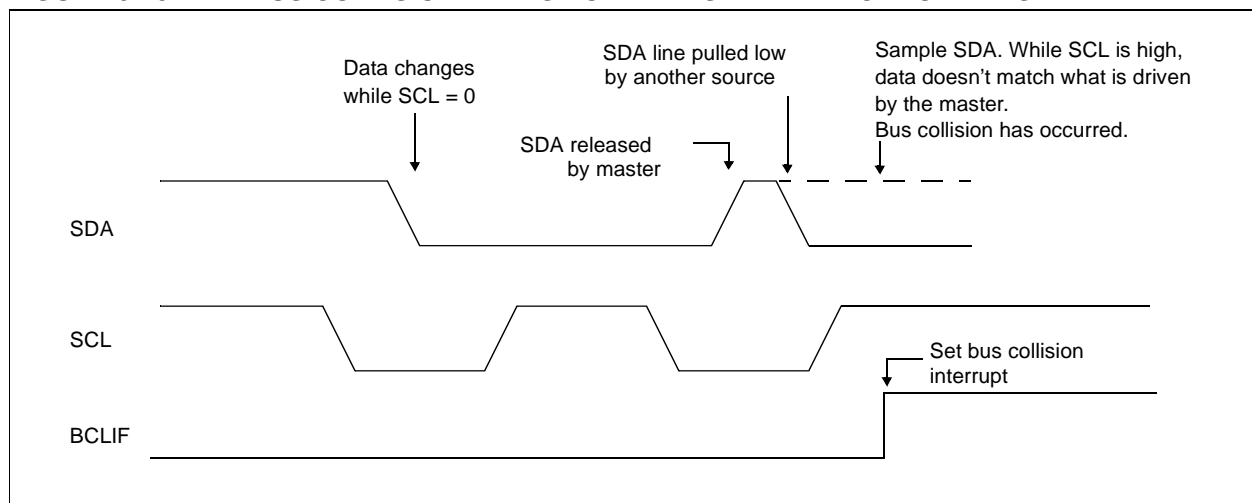 Data changes
while SCL = 0
SDA line pulled low
by another source
Sample SDA. While SCL is high,
data doesn't match what is driven
by the master.
Bus collision has occurred.
SDA released
by master
SDA
SCL
Set bus collision
interrupt
BCLIF